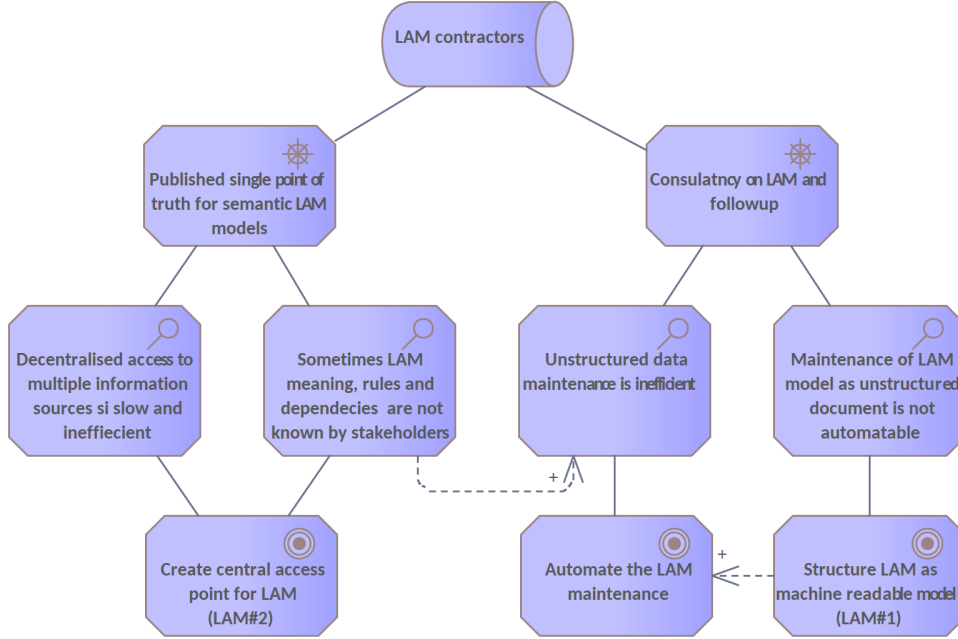 LAM contractors
Published single point of
truth for semantic LAM
models
Consulatncy on LAM and
followup
Decentralised access to
multiple information
sources si slow and
ineffiecient
Sometimes LAM
meaning, rules and
dependecies are not
known by stakeholders
Unstructured data
maintenance is inefficient
Maintenance of LAM
model as unstructured
document is not
automatable
+
Create central access
point for LAM
(LAM#2)
Automate the LAM
maintenance
+
Structure LAM as
machine readable model
(LAM#1)